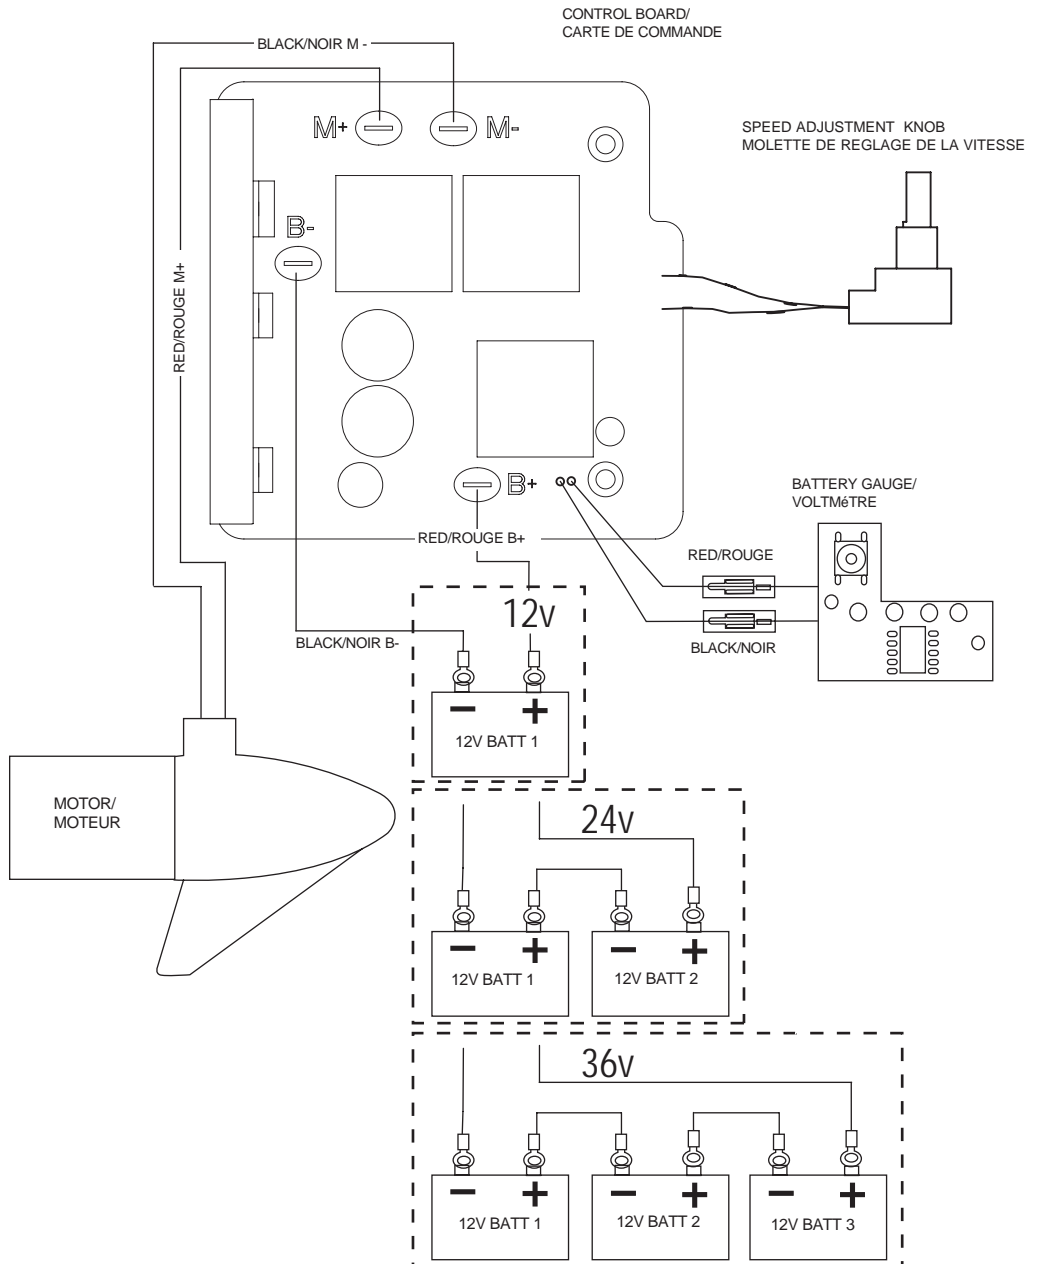 CONTROL BOARD/
CARTE DE COMMANDE
BLACK/NOIR M -
M+
M-
SPEED ADJUSTMENT KNOB
MOLETTE DE REGLAGE DE LA VITESSE
B-
RED/ROUGE M+
B+
RED/ROUGE B+
BATTERY GAUGE/
VOLTMéTRE
RED/ROUGE
BLACK/NOIR
12v
BLACK/NOIR B-
12V BATT 1
MOTOR/
MOTEUR
24v
12V BATT 1
12V BATT 2
36v
12V BATT 1
12V BATT 2
12V BATT 3